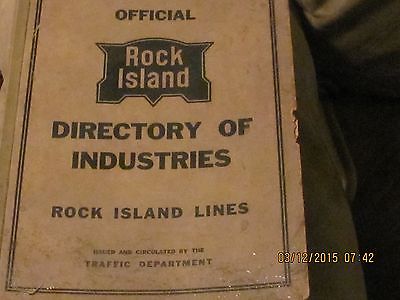 OFFICIAL
Rock
Island
DIRECTORY OF
INDUSTRIES
ROCK ISLAND LINES
ISSUED AND CIRCULATED BY THE
TRAFFIC DEPARTMENT
03/12/2015 07:42